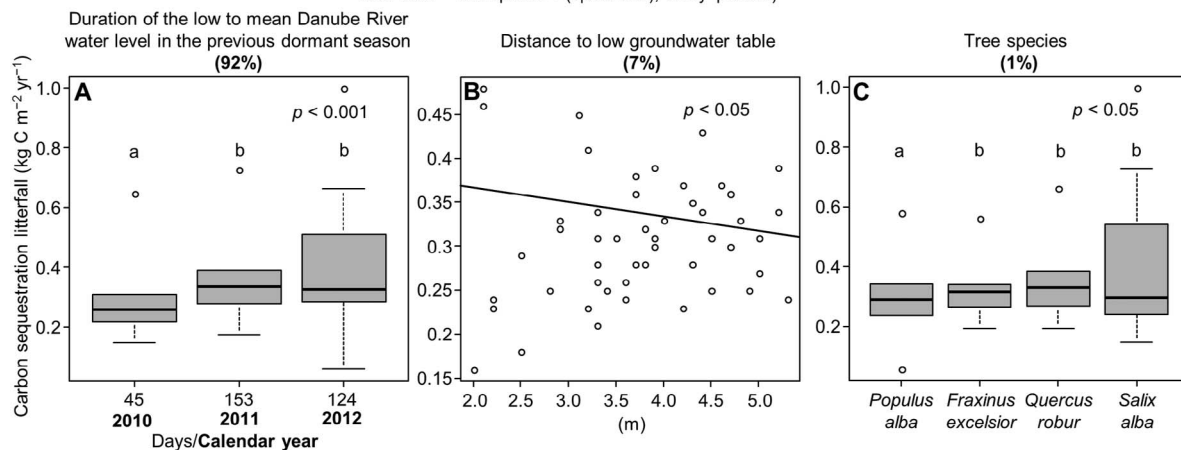 Duration of the low to mean Danube River
water level in the previous dormant season
(92%)
Distance to low groundwater table
(7%)
Tree species
(1%)
Carbon sequestration litterfall (kg C m⁻² yr⁻¹)
A
p < 0.001
a
b
b
1.0
0.8
0.6
0.4
0.2
45
153
124
2010
2011
2012
Days/Calendar year
B
p < 0.05
0.45
0.4
0.35
0.3
0.25
0.2
0.15
2.0
2.5
3.0
3.5
4.0
4.5
5.0
(m)
C
p < 0.05
a
b
b
b
1.0
0.8
0.6
0.4
0.2
Populus
alba
Fraxinus
excelsior
Quercus
robur
Salix
alba